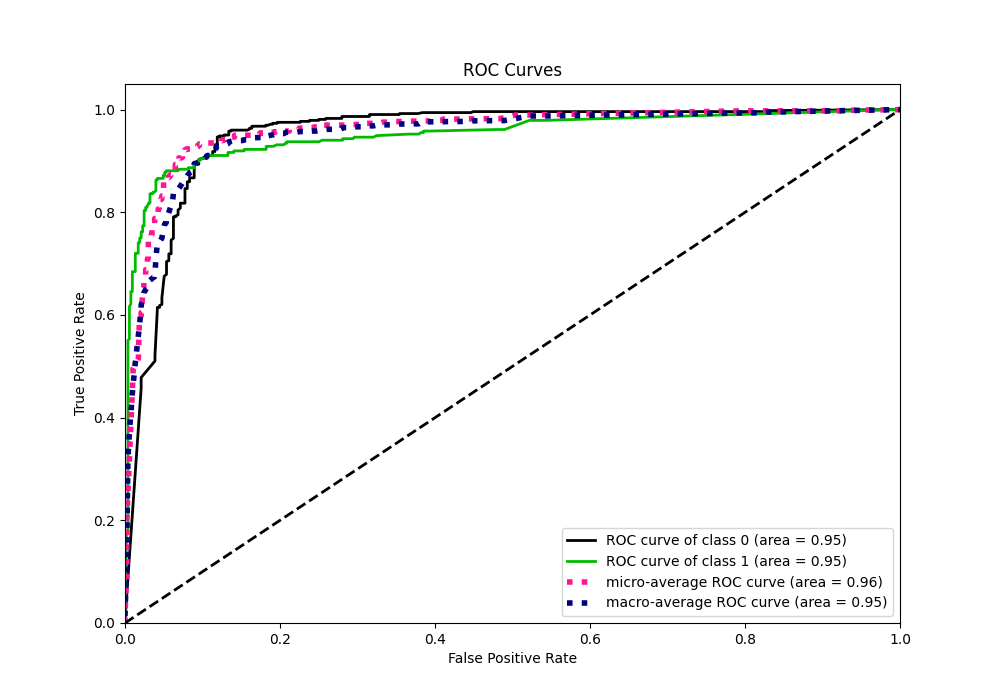 ROC Curves
1.0
0.8
0.6
0.4
0.2
0.0
True Positive Rate
ROC curve of class 0 (area = 0.95)
ROC curve of class 1 (area = 0.95)
micro-average ROC curve (area = 0.96)
macro-average ROC curve (area = 0.95)
0.0 0.2 0.4 0.6 0.8 1.0
False Positive Rate